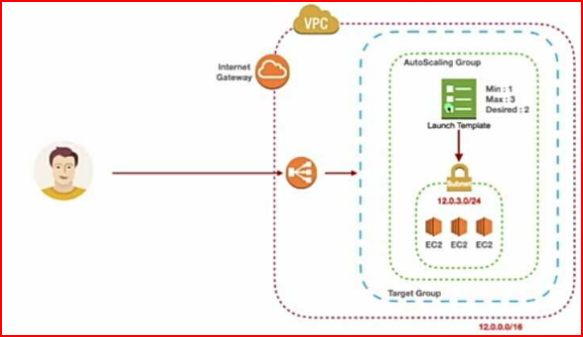 VPC
Internet
Gateway
AutoScaling Group
Min : 1
Max : 3
Desired : 2
Launch Template
Subnet
12.0.3.0/24
EC2 EC2 EC2
Target Group
12.0.0.0/16